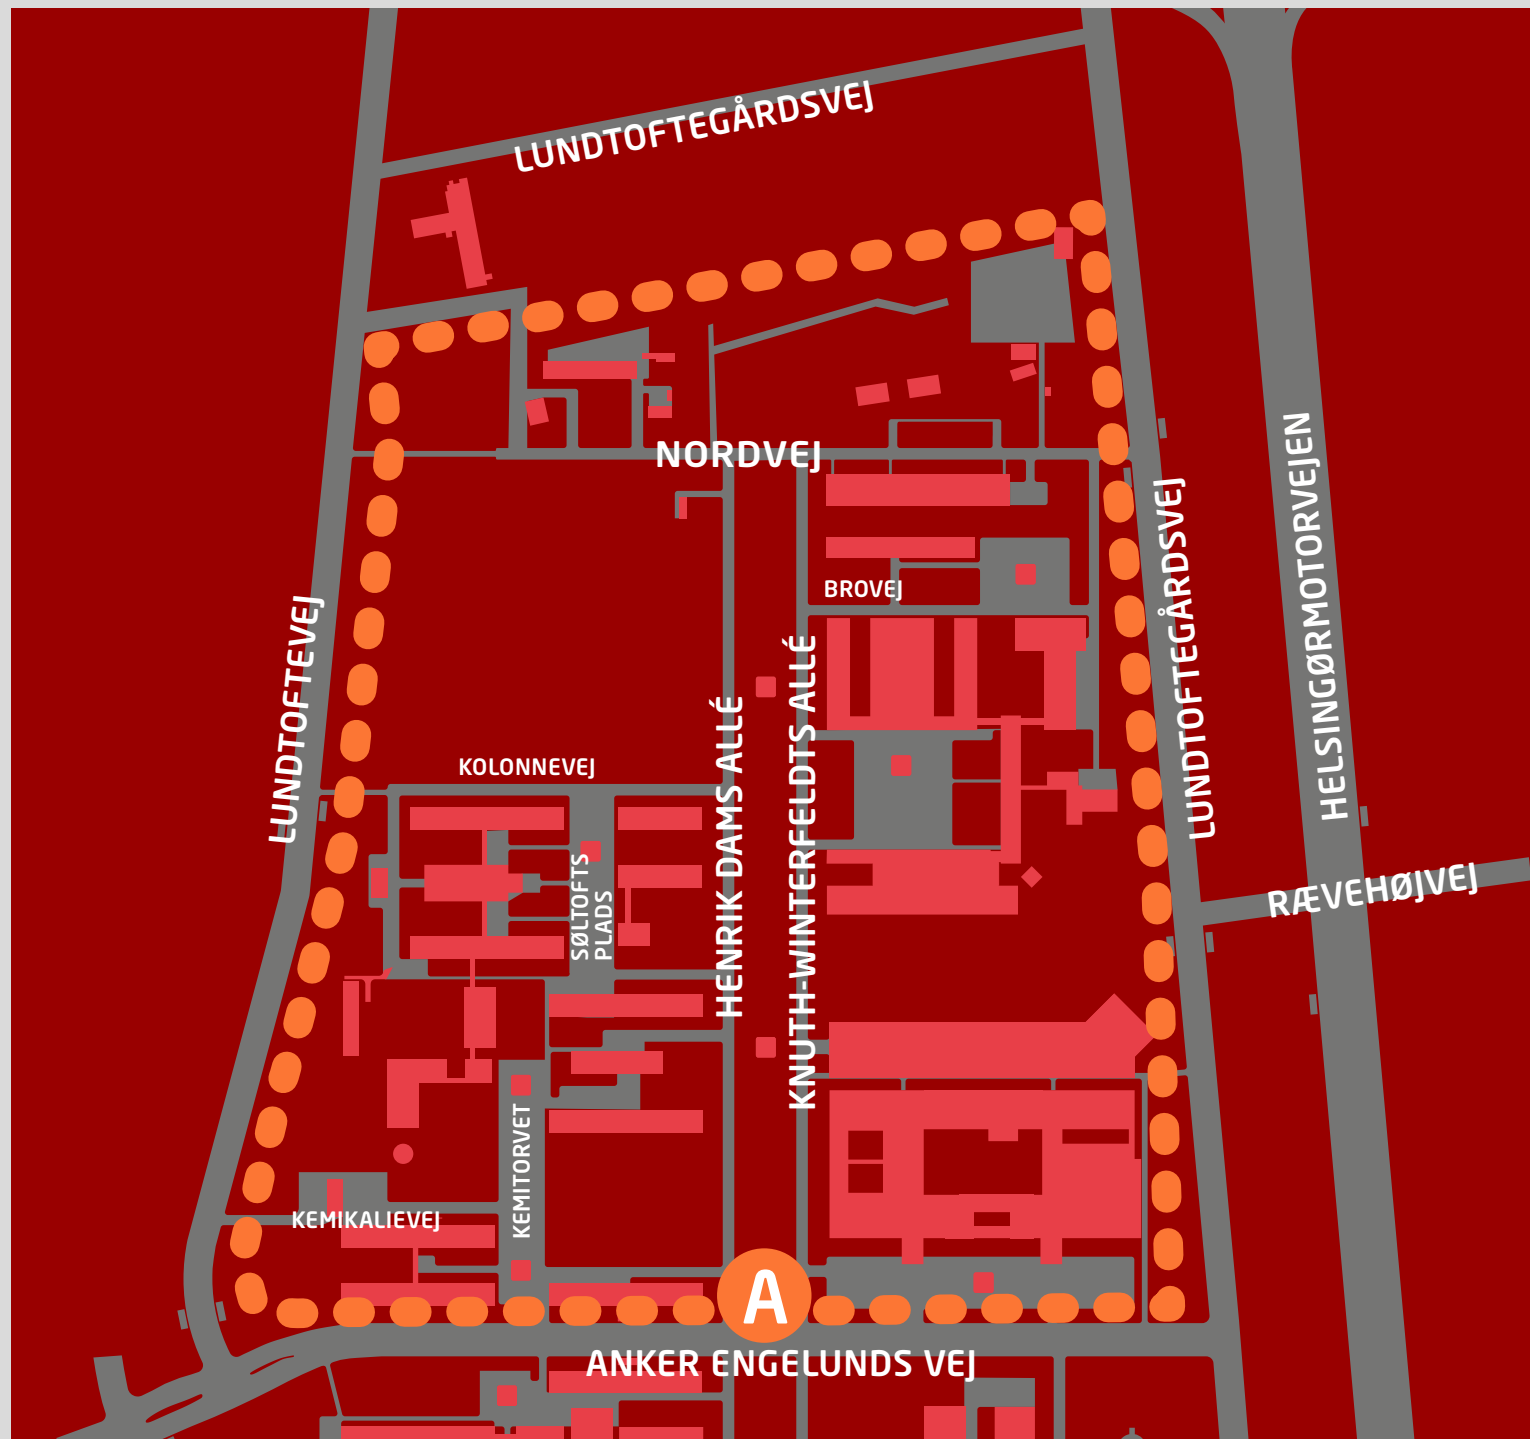 LUNDTOFTEGÅRDSVEJ
NORDVEJ
HELSINGØRMOTORVEJEN
LUNDTOFTEGÅRDSVEJ
BROVEJ
LUNDTOFTEVEJ
KNUTH-WINTERFELDTS ALLÉ
HENRIK DAMS ALLÉ
KOLONNEVEJ
SØLTOFTS
PLADS
RÆVEHØJVEJ
KEMITORVET
KEMIKALIEVEJ
A
ANKER ENGELUNDS VEJ